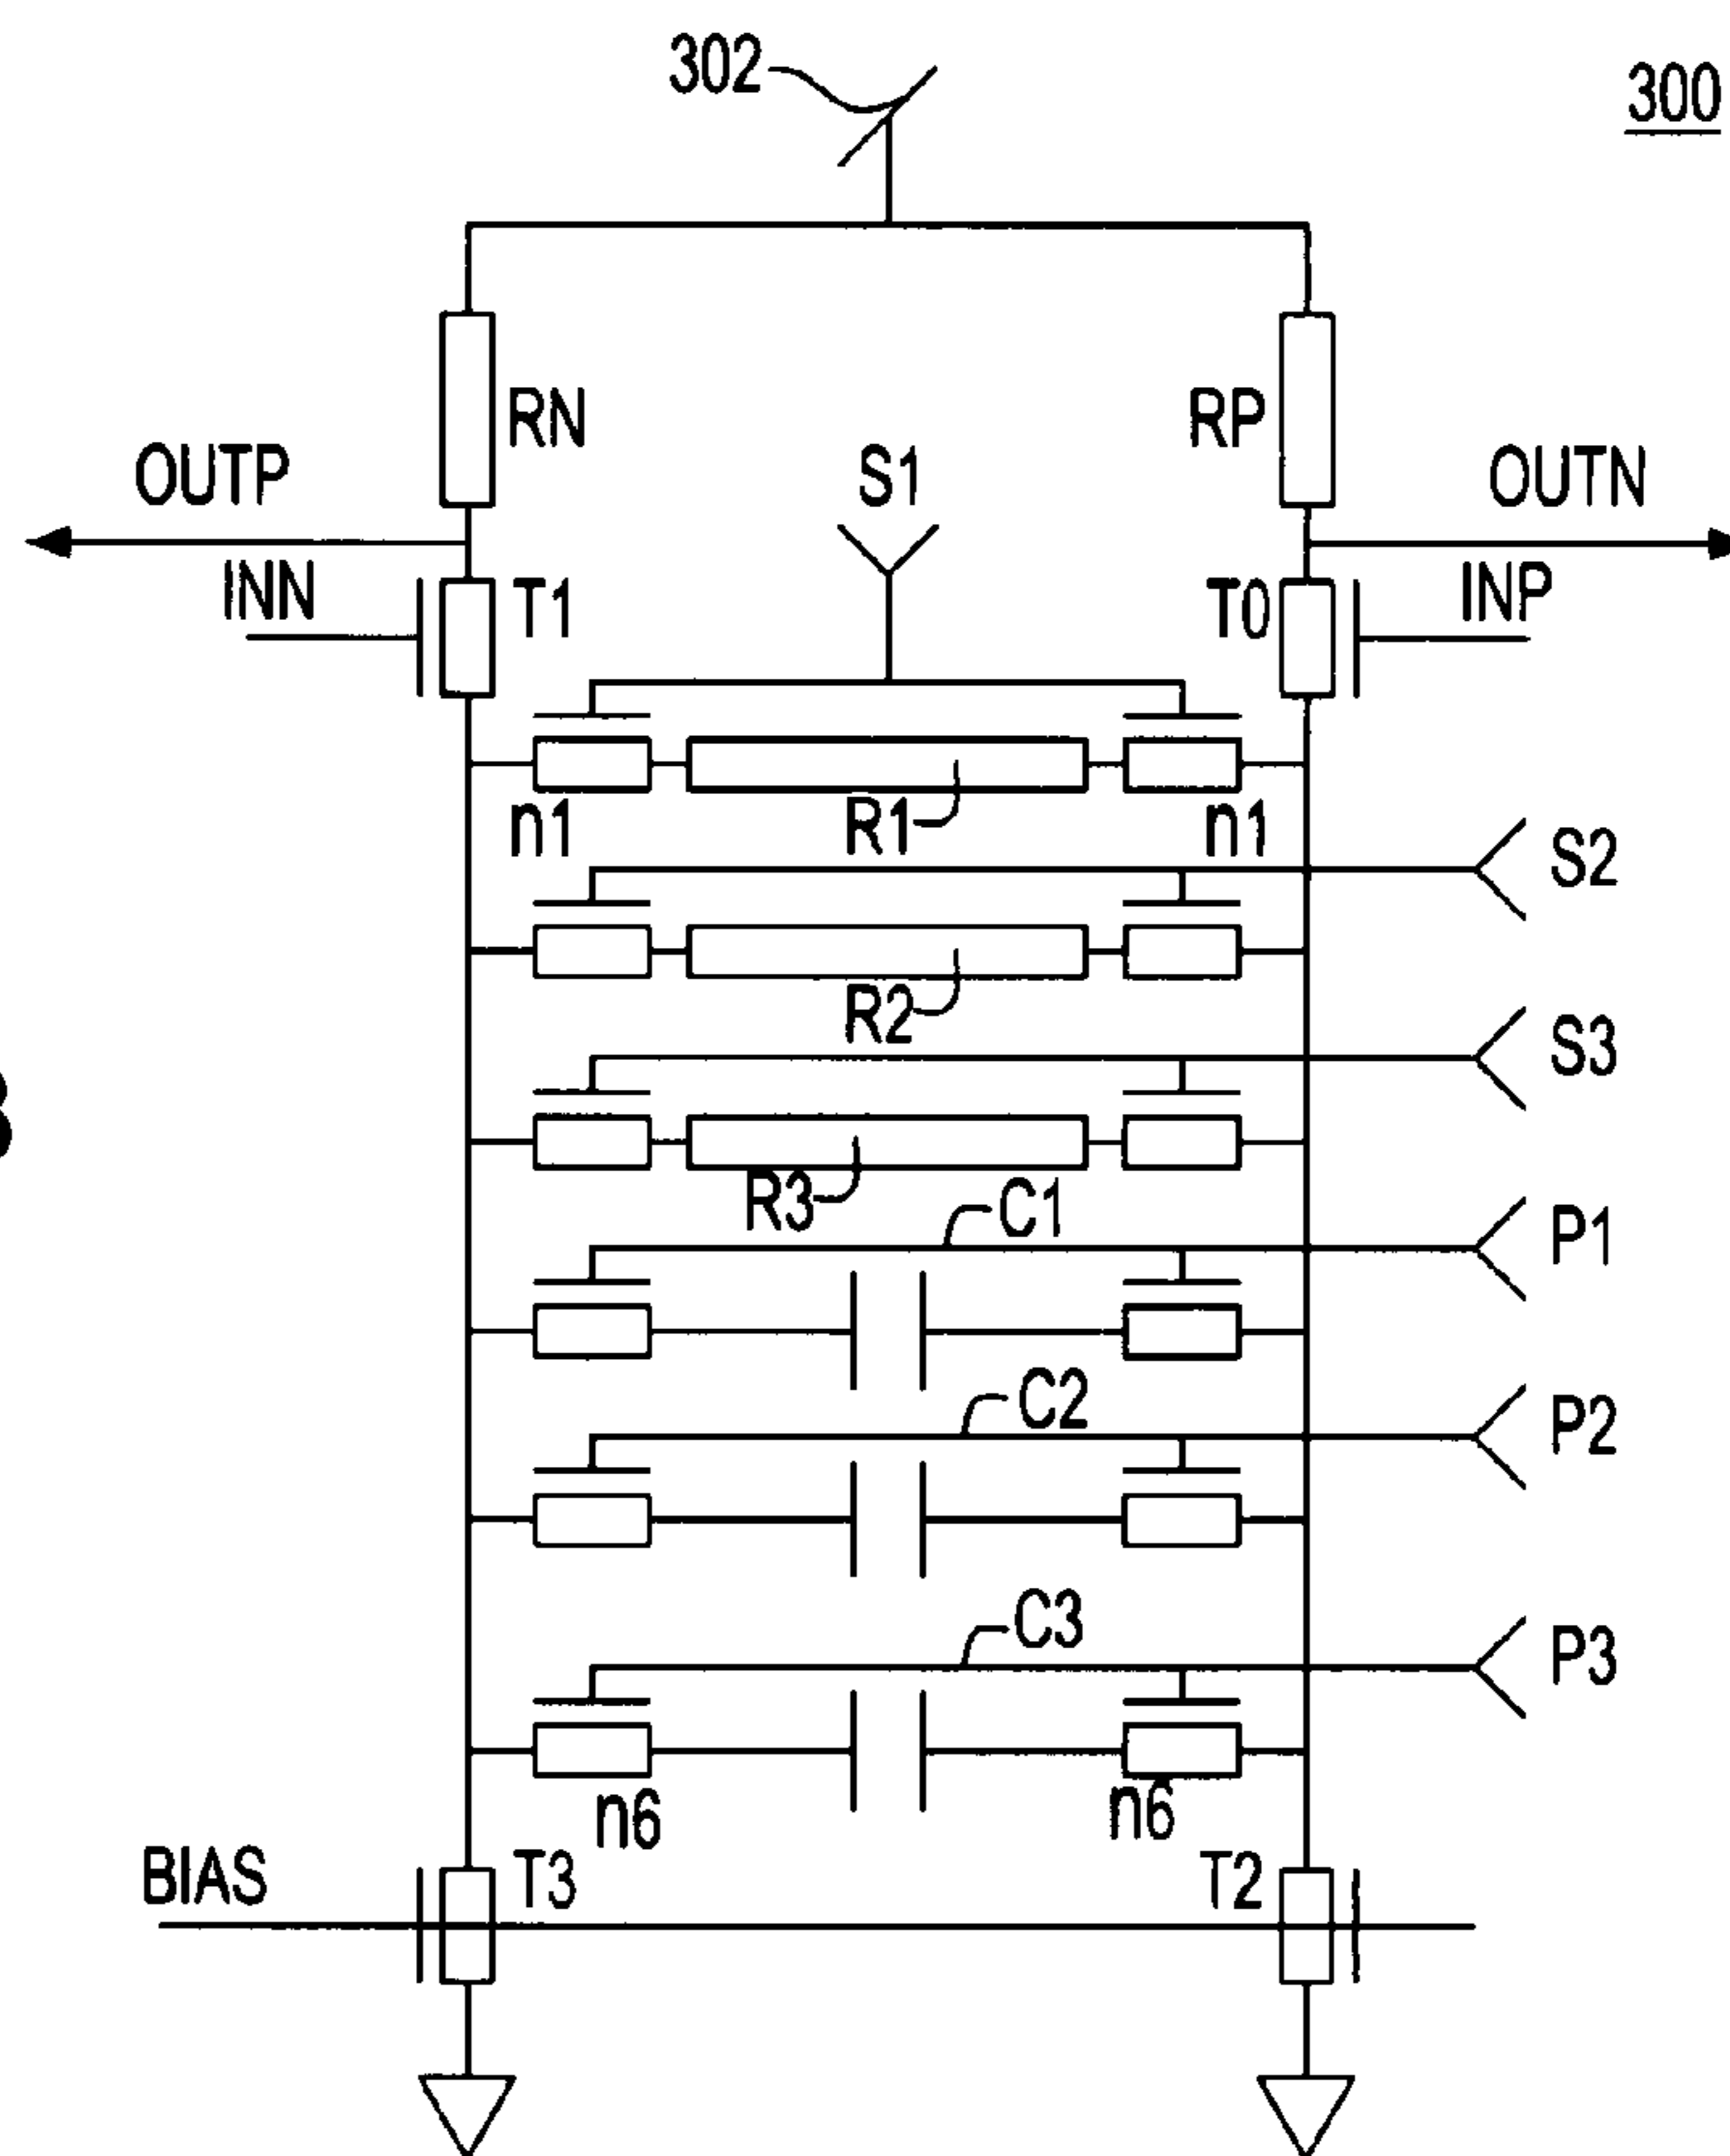 302
300
RN
RP
OUTP
S1
OUTN
INN
T1
T0
INP
n1
R1
n1
S2
R2
S3
R3
C1
P1
C2
P2
C3
P3
n6
n6
BIAS
T3
T2